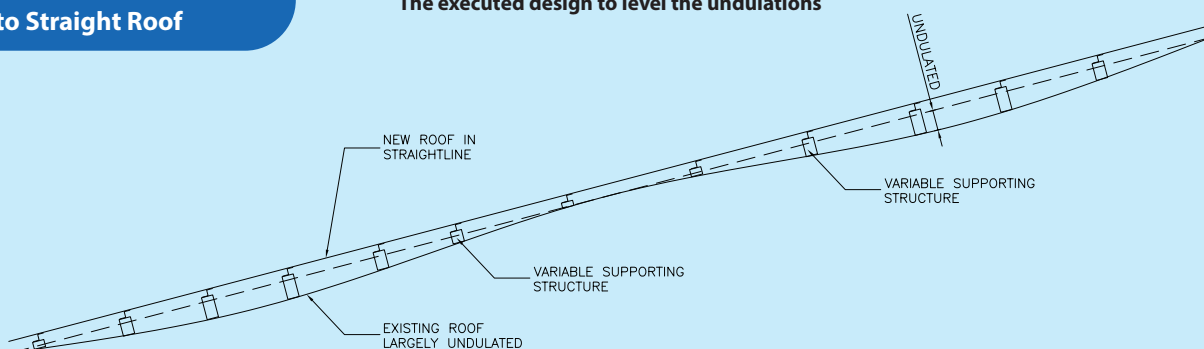 to Straight Roof
The executed design to level the undulations
UNDULATED
NEW ROOF IN
STRAIGHTLINE
VARIABLE SUPPORTING
STRUCTURE
VARIABLE SUPPORTING
STRUCTURE
EXISTING ROOF
LARGELY UNDULATED